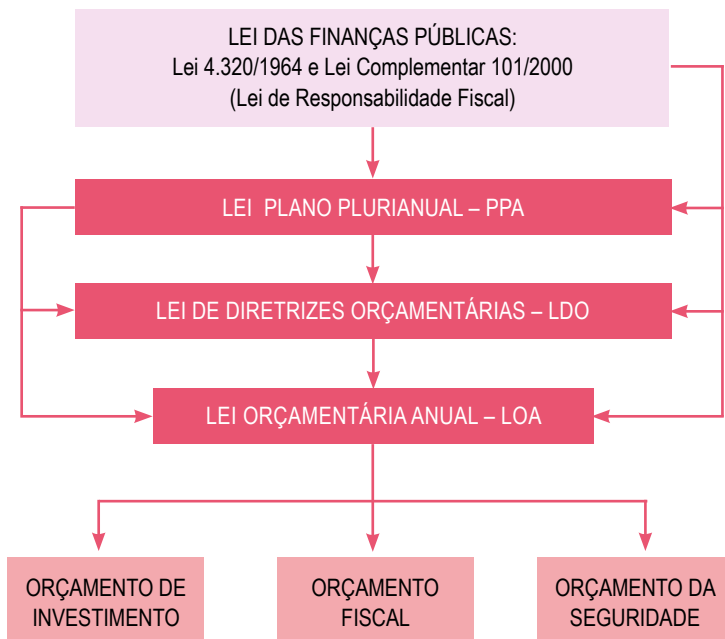 LEI DAS FINANÇAS PÚBLICAS:
Lei 4.320/1964 e Lei Complementar 101/2000
(Lei de Responsabilidade Fiscal)
LEI PLANO PLURIANUAL – PPA
LEI DE DIRETRIZES ORÇAMENTÁRIAS – LDO
LEI ORÇAMENTÁRIA ANUAL – LOA
ORÇAMENTO DE
INVESTIMENTO
ORÇAMENTO
FISCAL
ORÇAMENTO DA
SEGURIDADE